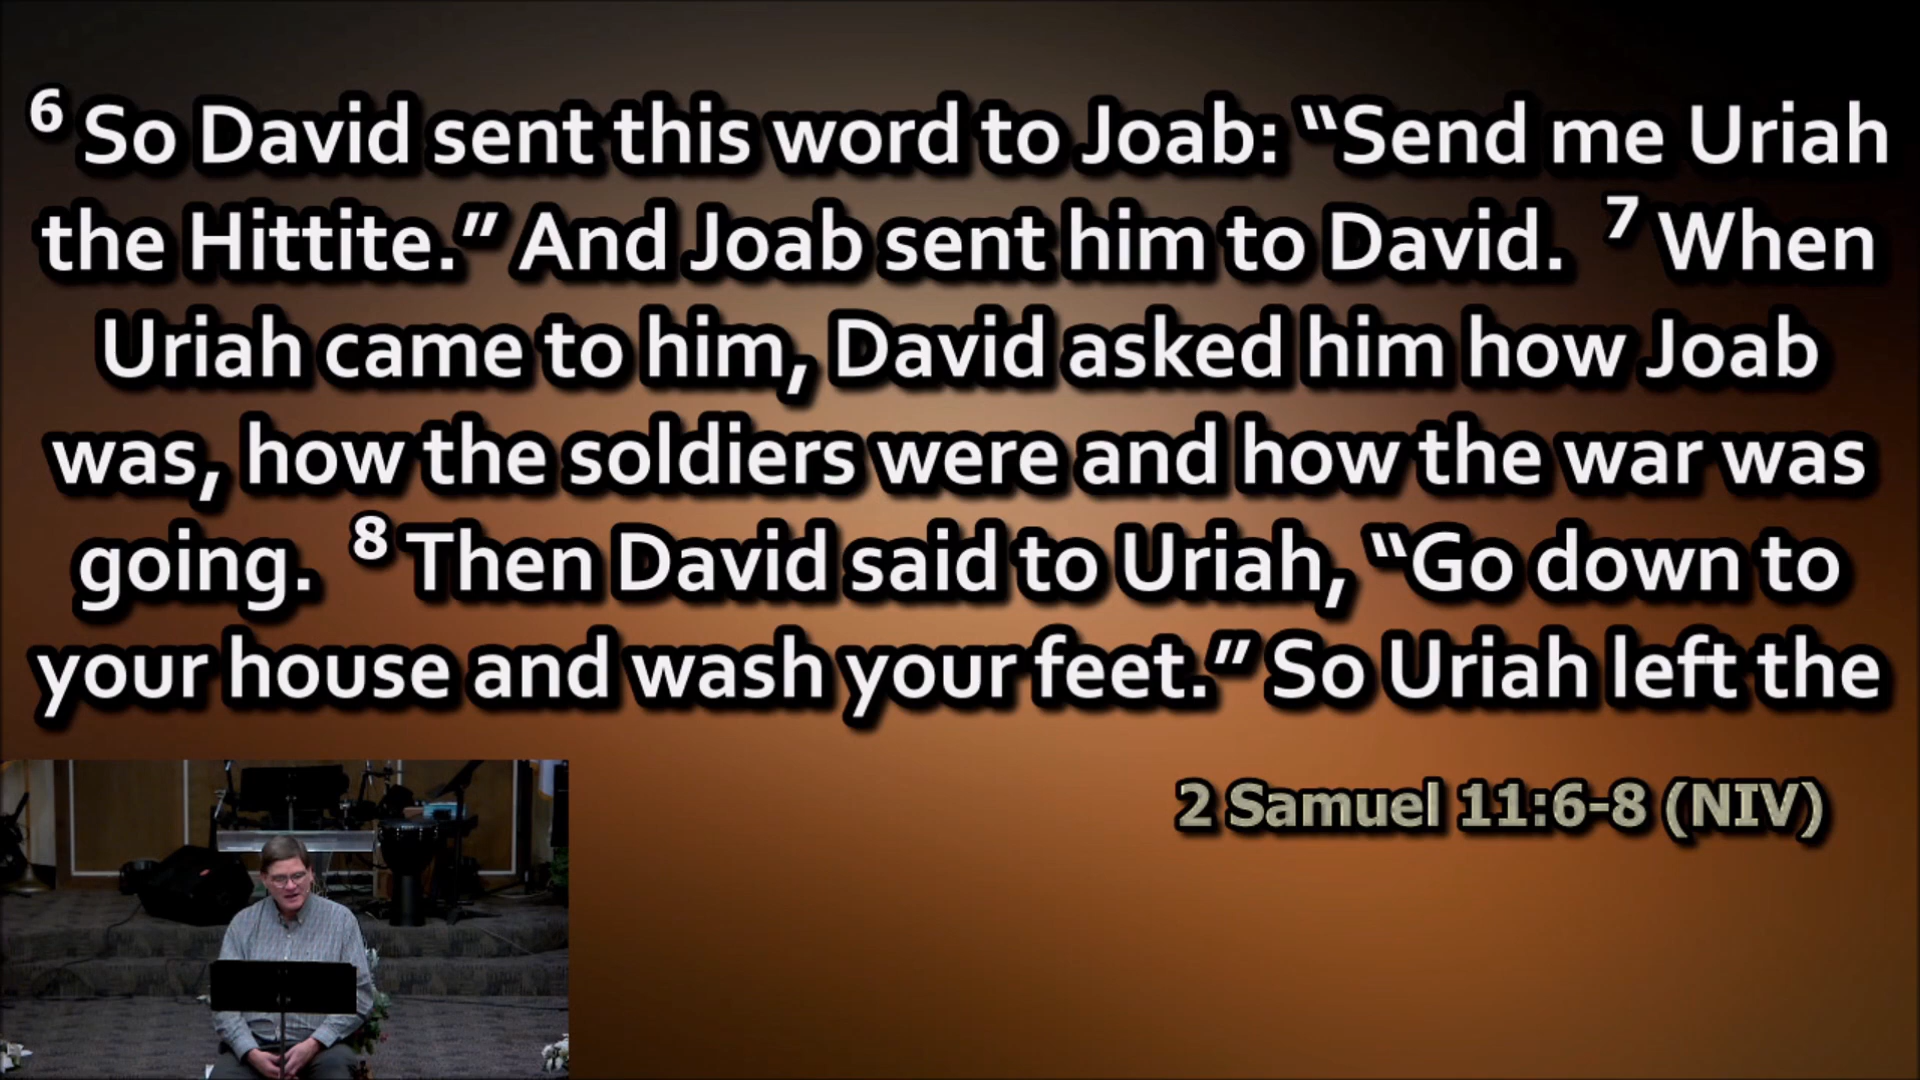 6 So David sent this word to Joab: “Send me Uriah
the Hittite.” And Joab sent him to David. 7 When
Uriah came to him, David asked him how Joab
was, how the soldiers were and how the war was
going. 8 Then David said to Uriah, “Go down to
your house and wash your feet.” So Uriah left the
2 Samuel 11:6-8 (NIV)